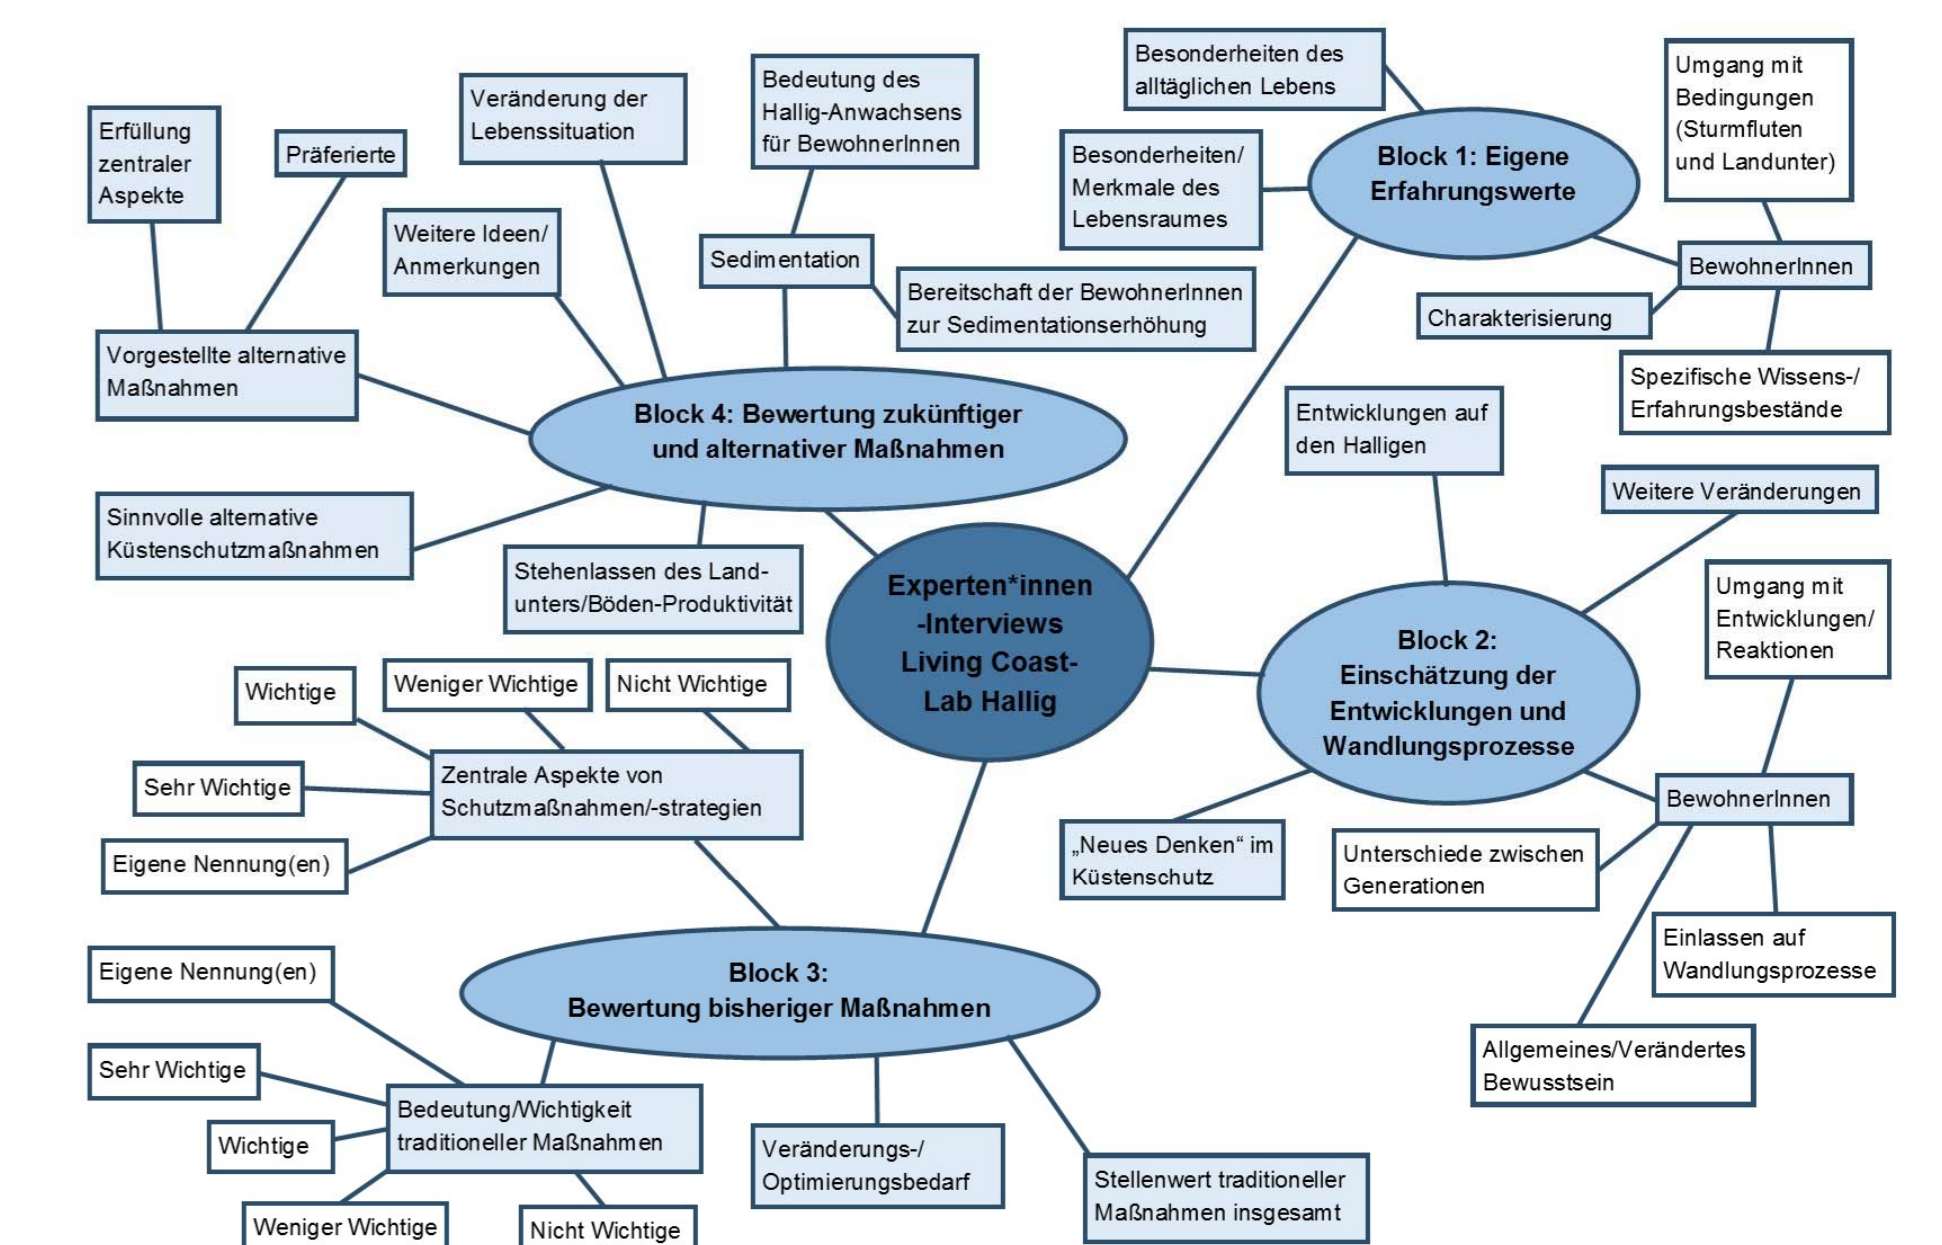 Besonderheiten des
alltäglichen Lebens
Umgang mit
Bedingungen
(Sturmfluten
und Landunter)
Bedeutung des
Hallig-Anwachsens
für BewohnerInnen
Veränderung der
Lebenssituation
Erfüllung
zentraler
Aspekte
Präferierte
Besonderheiten/
Merkmale des
Lebensraumes
Block 1: Eigene
Erfahrungswerte
Weitere Ideen/
Anmerkungen
Sedimentation
BewohnerInnen
Bereitschaft der BewohnerInnen
zur Sedimentationserhöhung
Charakterisierung
Vorgestellte alternative
Maßnahmen
Spezifische Wissens-/
Erfahrungsbestände
Block 4: Bewertung zukünftiger
und alternativer Maßnahmen
Entwicklungen auf
den Halligen
Weitere Veränderungen
Sinnvolle alternative
Küstenschutzmaßnahmen
Stehenlassen des Land-
unters/Böden-Produktivität
Experten*innen
-Interviews
Living Coast-
Lab Hallig
Umgang mit
Entwicklungen/
Reaktionen
Block 2:
Einschätzung der
Entwicklungen und
Wandlungsprozesse
Wichtige
Weniger Wichtige
Nicht Wichtige
Sehr Wichtige
Zentrale Aspekte von
Schutzmaßnahmen/-strategien
Eigene Nennung(en)
BewohnerInnen
„Neues Denken“ im
Küstenschutz
Unterschiede zwischen
Generationen
Einlassen auf
Wandlungsprozesse
Allgemeines/Verändertes
Bewusstsein
Block 3:
Bewertung bisheriger Maßnahmen
Eigene Nennung(en)
Sehr Wichtige
Wichtige
Bedeutung/Wichtigkeit
traditioneller Maßnahmen
Weniger Wichtige
Nicht Wichtige
Veränderungs-/
Optimierungsbedarf
Stellenwert traditioneller
Maßnahmen insgesamt